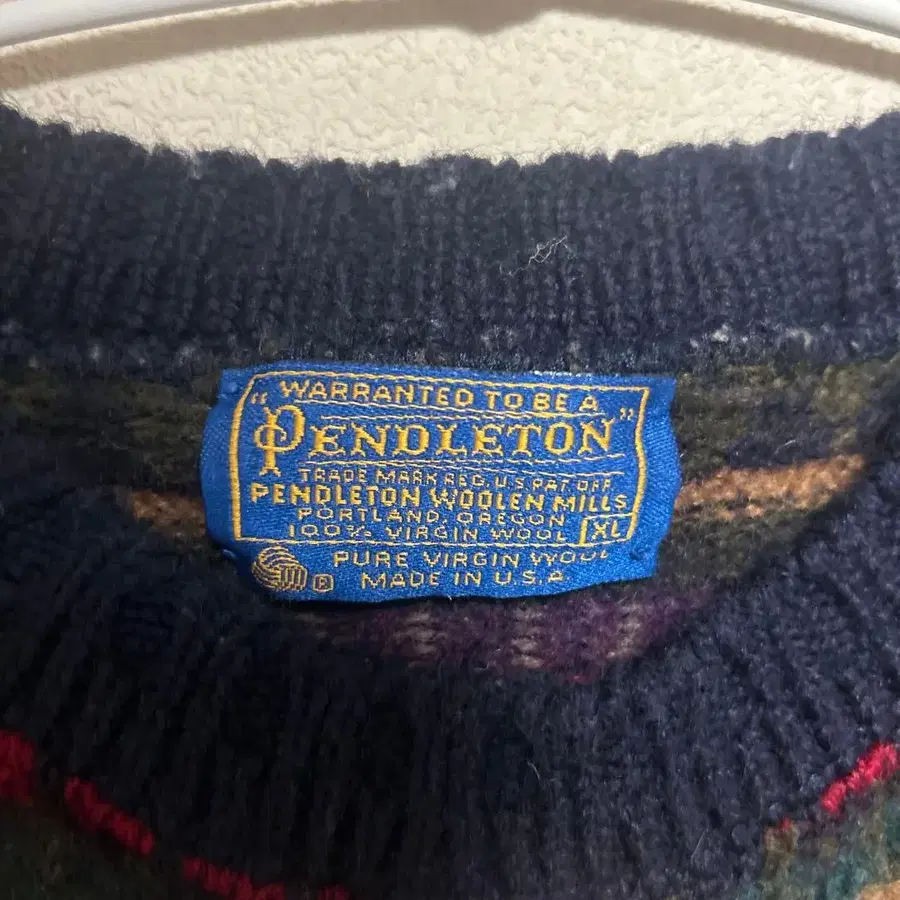 "WARRANTED TO BE A
PENDLETON"
TRADE MARK REG. U.S. PAT. OFF.
PENDLETON WOOLEN MILLS
PORTLAND, OREGON
100% VIRGIN WOOL XL
® PURE VIRGIN WOOL
MADE IN U.S.A.